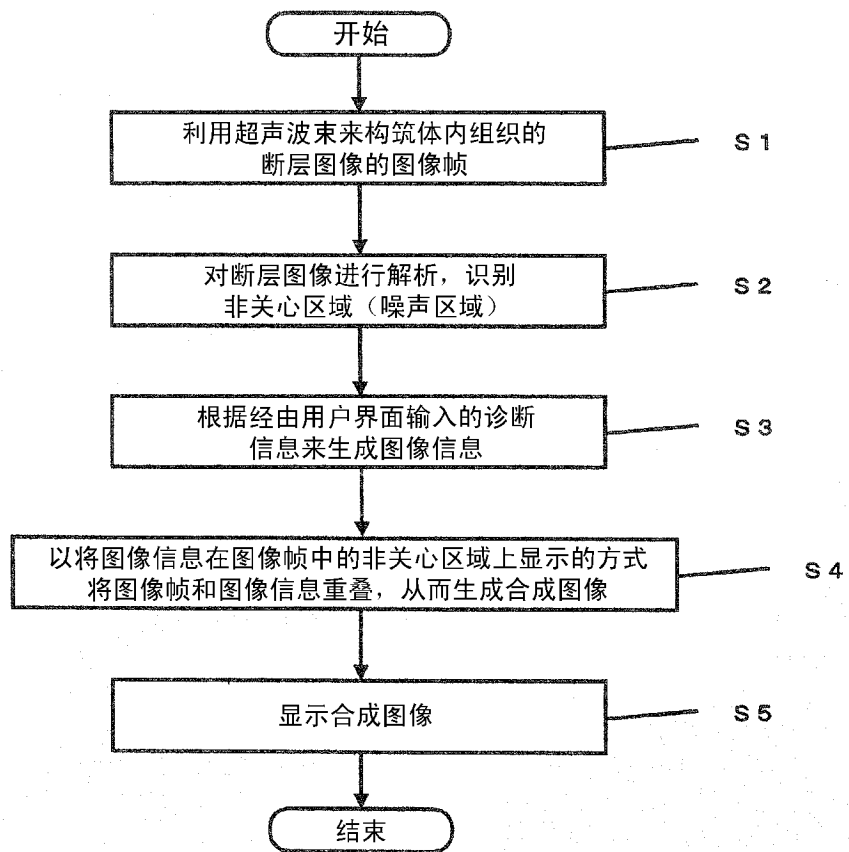 开始
利用超声波束来构筑体内组织的
断层图像的图像帧
S1
对断层图像进行解析，识别
非关心区域（噪声区域）
S2
根据经由用户界面输入的诊断
信息来生成图像信息
S3
以将图像信息在图像帧中的非关心区域上显示的方式
将图像帧和图像信息重叠，从而生成合成图像
S4
显示合成图像
S5
结束